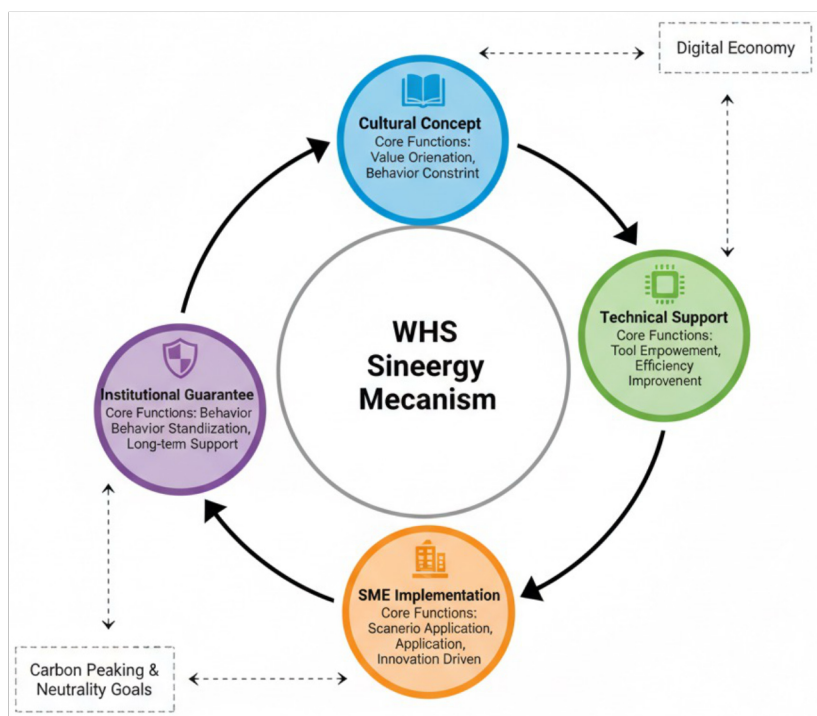 Digital Economy
Cultural Concept
Core Functions:
Value Orienation,
Behavior Constrint
Technical Support
Core Functions:
Tool Empowement,
Efficiency
Improvenent
WHS
Sineergy
Mecanism
Institutional Guarantee
Core Functions: Behavior
Behavior Standiization,
Long-term Support
SME Implementation
Core Functions:
Scanerio Application,
Application,
Innovation Driven
Carbon Peaking &
Neutrality Goals